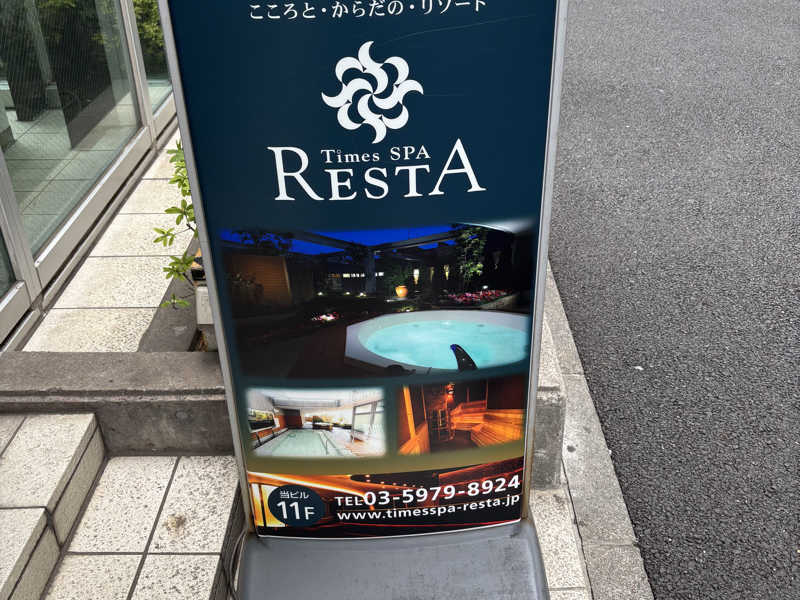 こころと・からだの・リゾート
Times SPA
RESTA
当ビル
11F
TEL03-5979-8924
www.timesspa-resta.jp